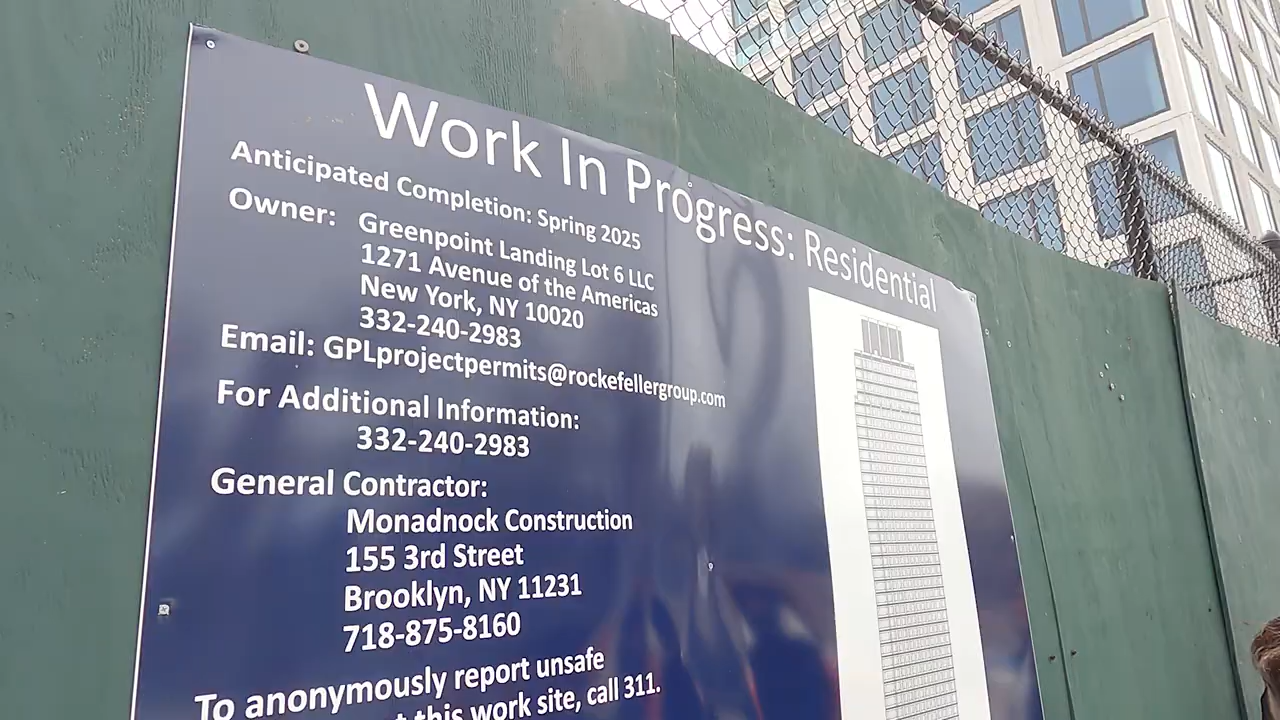 Work In Progress: Residential
Anticipated Completion: Spring 2025
Owner: Greenpoint Landing Lot 6 LLC
1271 Avenue of the Americas
New York, NY 10020
332-240-2983
Email: GPLprojectpermits@rockefellergroup.com
For Additional Information:
332-240-2983
General Contractor:
Monadnock Construction
155 3rd Street
Brooklyn, NY 11231
718-875-8160
To anonymously report unsafe
this work site, call 311.